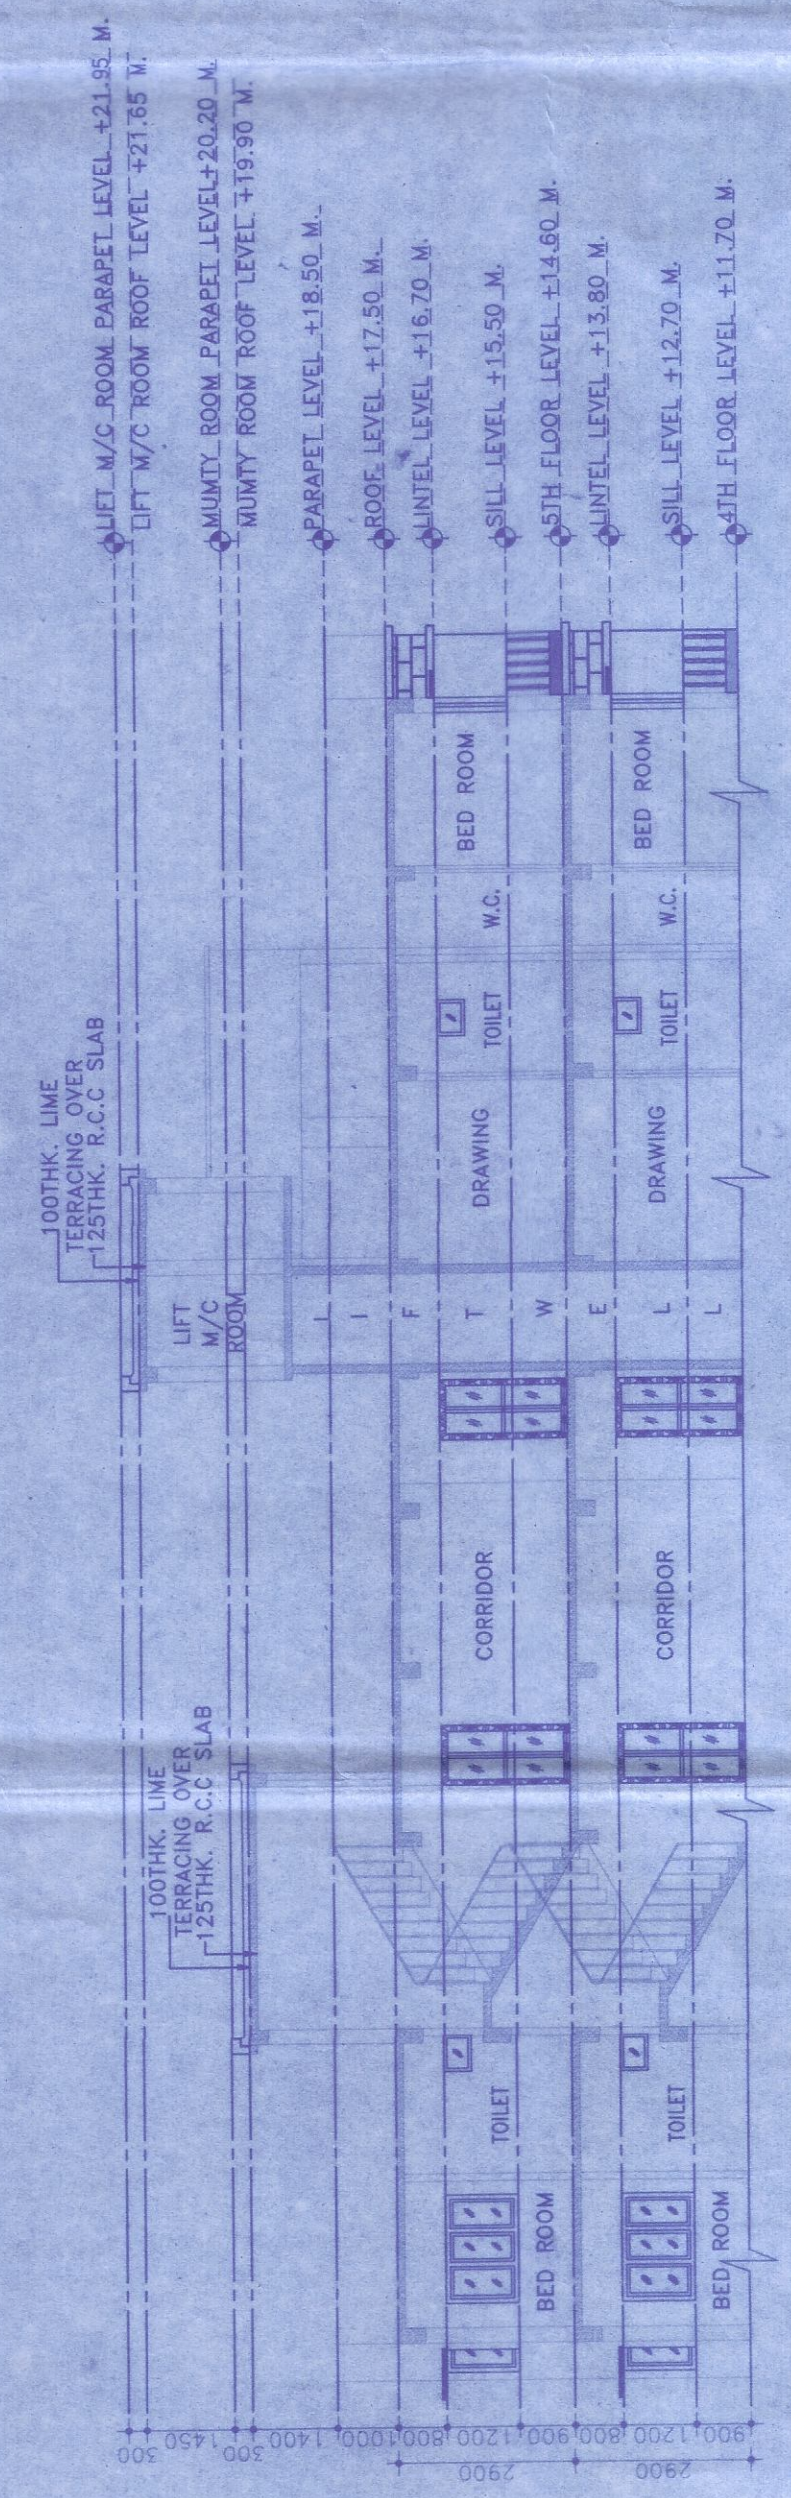 LIFT M/C ROOM PARAPET LEVEL +21.95 M.
LIFT M/C ROOM ROOF LEVEL +21.65 M.
MUMTY ROOM PARAPET LEVEL+20.20 M.
MUMTY ROOM ROOF LEVEL +19.90 M.
PARAPET LEVEL +18.50 M.
ROOF LEVEL +17.50 M.
LINTEL LEVEL +16.70 M.
SILL LEVEL +15.50 M.
5TH FLOOR LEVEL +14.60 M.
LINTEL LEVEL +13.80 M.
SILL LEVEL +12.70 M.
4TH FLOOR LEVEL +11.70 M.
100THK. LIME
TERRACING OVER
125THK. R.C.C SLAB
100THK. LIME
TERRACING OVER
125THK. R.C.C SLAB
LIFT
M/C
ROOM
L
I
F
T
W
E
L
L
BED ROOM
TOILET
CORRIDOR
DRAWING
TOILET
W.C.
BED ROOM
BED ROOM
TOILET
CORRIDOR
DRAWING
TOILET
W.C.
BED ROOM
300
1450
300
1400
1000
800
1200
900
800
1200
900
2900
2900